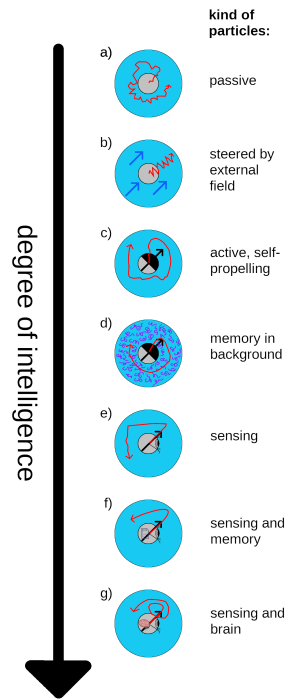 kind of
particles:
a)
passive
b)
steered by
external
field
c)
active, self-
propelling
d)
memory in
background
e)
sensing
f)
sensing and
memory
g)
sensing and
brain
degree of intelligence